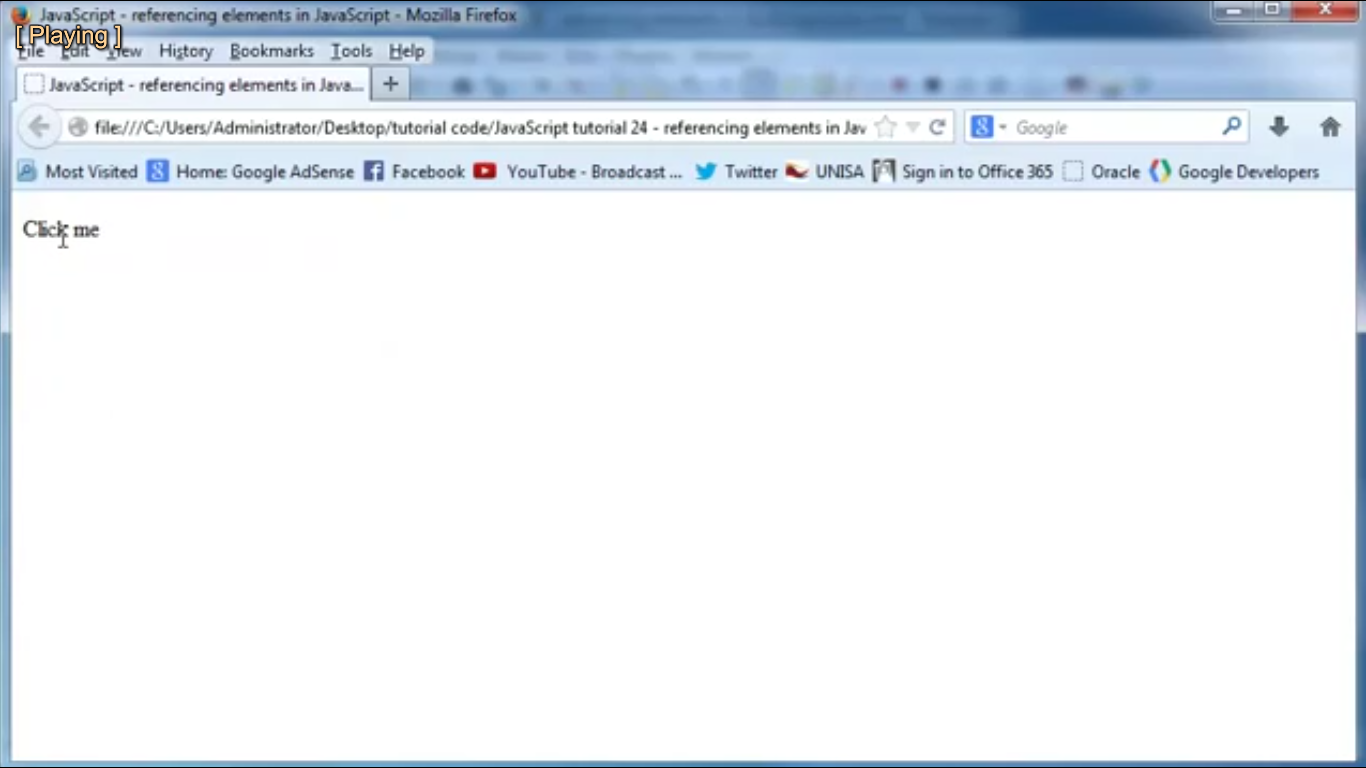 JavaScript - referencing elements in JavaScript - Mozilla Firefox
[ Playing ]
File Edit View History Bookmarks Tools Help
JavaScript - referencing elements in Java...
file:///C:/Users/Administrator/Desktop/tutorial code/JavaScript tutorial 24 - referencing elements in Jav Google
Most Visited Home: Google AdSense Facebook YouTube - Broadcast ... Twitter UNISA Sign in to Office 365 Oracle Google Developers
Click me